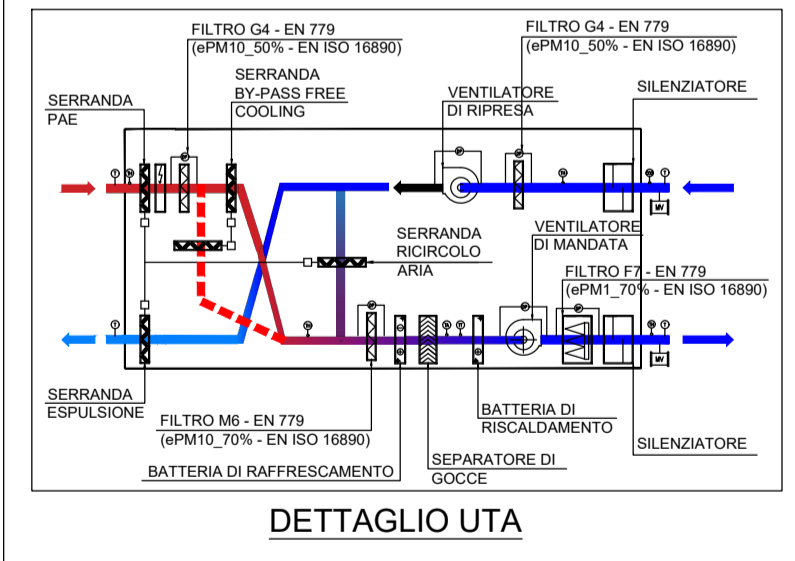 FILTRO G4 - EN 779
(ePM10_50% - EN ISO 16890)
FILTRO G4 - EN 779
(ePM10_50% - EN ISO 16890)
SERRANDA
BY-PASS FREE
COOLING
SERRANDA
PAE
VENTILATORE
DI RIPRESA
SILENZIATORE
SERRANDA
RICIRCOLO
ARIA
VENTILATORE
DI MANDATA
FILTRO F7 - EN 779
(ePM1_70% - EN ISO 16890)
MV
MV
SERRANDA
ESPULSIONE
FILTRO M6 - EN 779
(ePM10_70% - EN ISO 16890)
BATTERIA DI RAFFRESCAMENTO
SEPARATORE DI
GOCCE
BATTERIA DI
RISCALDAMENTO
SILENZIATORE
DETTAGLIO UTA